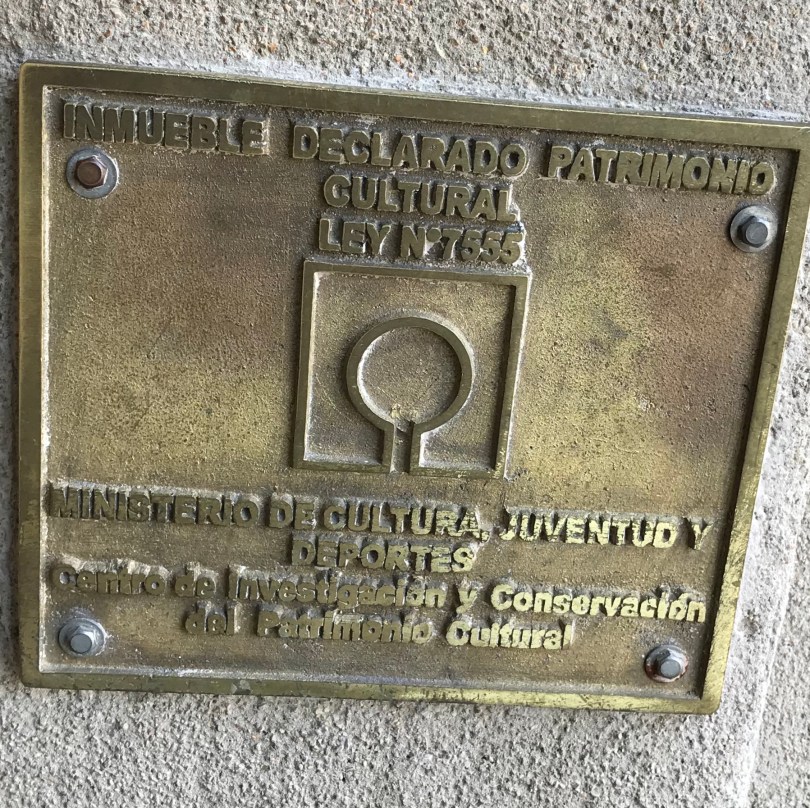 INMUEBLE DECLARADO PATRIMONIO
CULTURAL
LEY N°7555
MINISTERIO DE CULTURA, JUVENTUD Y
DEPORTES
Centro de Investigación y Conservación
del Patrimonio Cultural